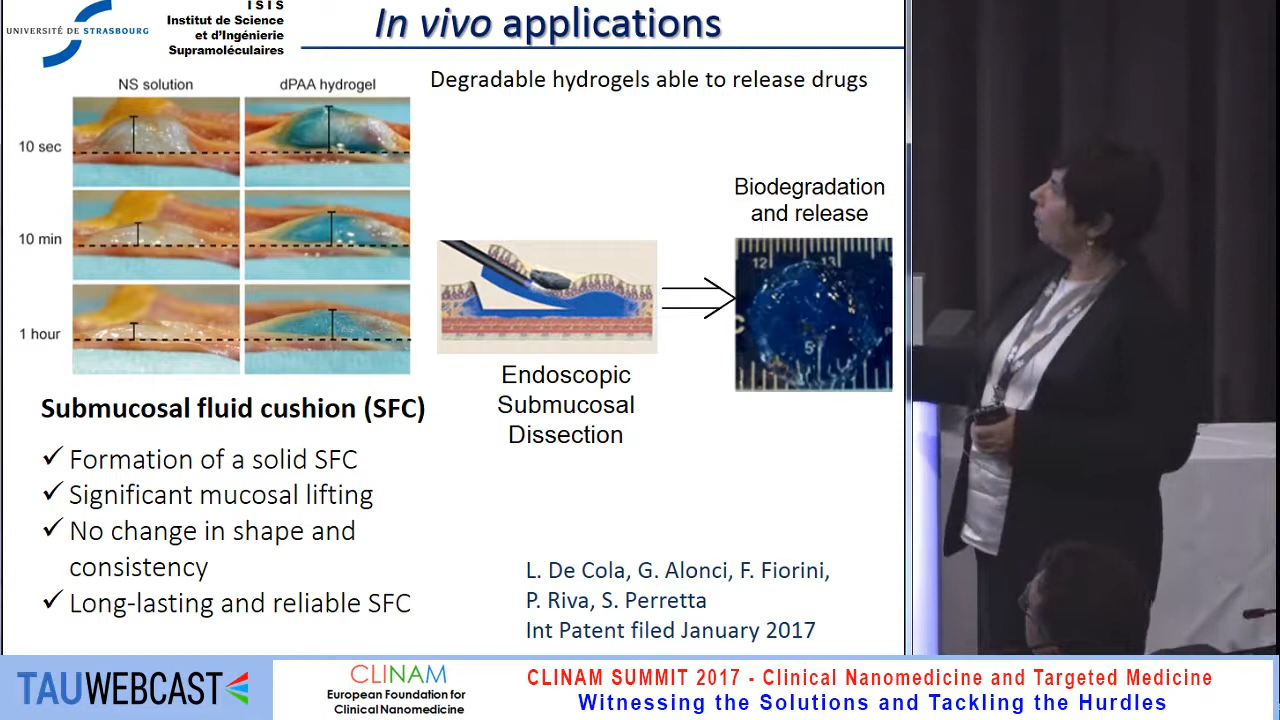 UNIVERSITÉ DE STRASBOURG
ISIS
Institut de Science
et d'Ingénierie
Supramoléculaires
In vivo applications
NS solution
dPAA hydrogel
Degradable hydrogels able to release drugs
10 sec
10 min
1 hour
Biodegradation
and release
12
13
5
Endoscopic
Submucosal
Dissection
Submucosal fluid cushion (SFC)
✓ Formation of a solid SFC
✓ Significant mucosal lifting
✓ No change in shape and
consistency
✓ Long-lasting and reliable SFC
L. De Cola, G. Alonci, F. Fiorini,
P. Riva, S. Perretta
Int Patent filed January 2017
TAUWEBCAST
CLINAM
European Foundation for
Clinical Nanomedicine
CLINAM SUMMIT 2017 - Clinical Nanomedicine and Targeted Medicine
Witnessing the Solutions and Tackling the Hurdles